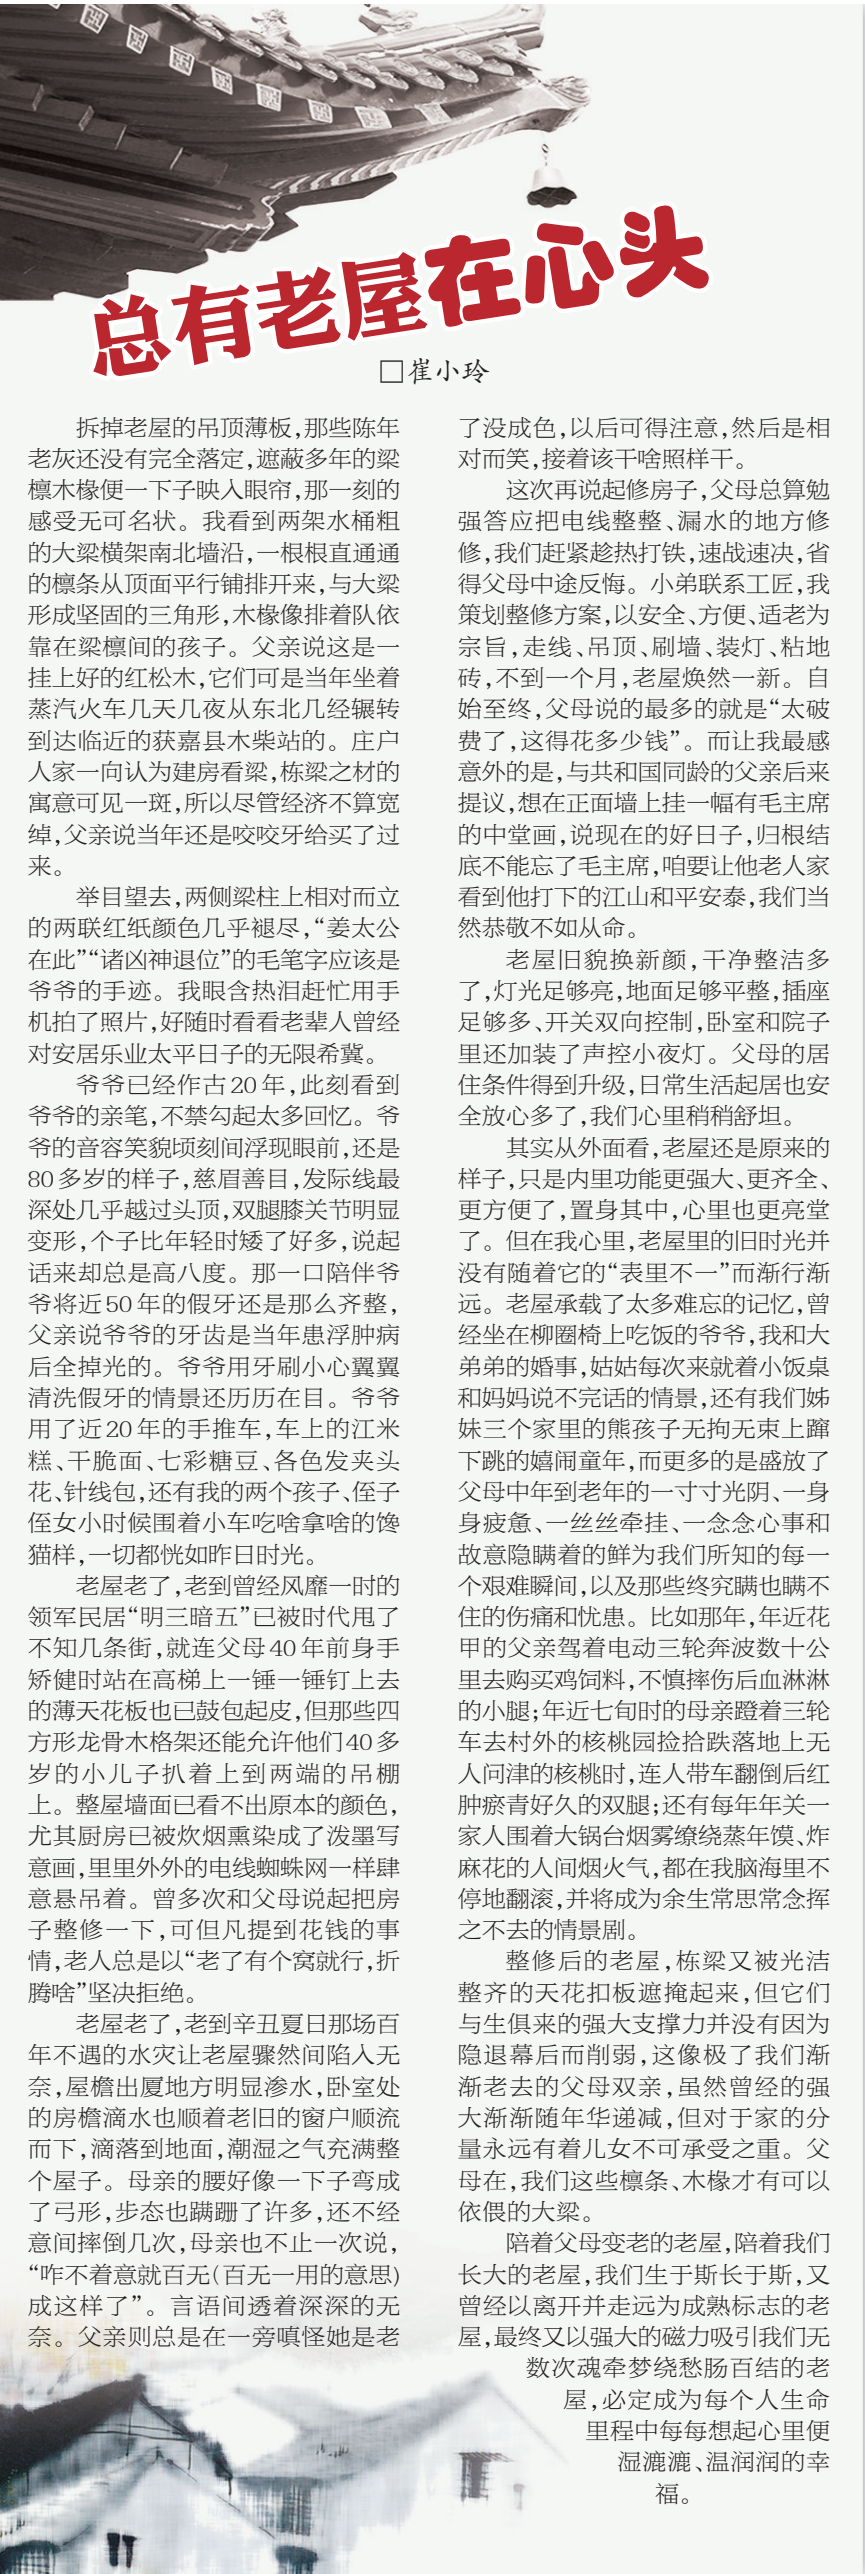 总有老屋在心头
□崔小玲
拆掉老屋的吊顶薄板,那些陈年
老灰还没有完全落定,遮蔽多年的梁
檩木椽便一下子映入眼帘,那一刻的
感受无可名状。我看到两架水桶粗
的大梁横架南北墙沿,一根根直通通
的檩条从顶面平行铺排开来,与大梁
形成坚固的三角形,木椽像排着队依
靠在梁檩间的孩子。父亲说这是一
挂上好的红松木,它们可是当年坐着
蒸汽火车几天几夜从东北几经辗转
到达临近的获嘉县木柴站的。庄户
人家一向认为建房看梁,栋梁之材的
寓意可见一斑,所以尽管经济不算宽
绰,父亲说当年还是咬咬牙给买了过
来。
举目望去,两侧梁柱上相对而立
的两联红纸颜色几乎褪尽,“姜太公
在此”“诸凶神退位”的毛笔字应该是
爷爷的手迹。我眼含热泪赶忙用手
机拍了照片,好随时看看老辈人曾经
对安居乐业太平日子的无限希冀。
爷爷已经作古20年,此刻看到
爷爷的亲笔,不禁勾起太多回忆。爷
爷的音容笑貌顷刻间浮现眼前,还是
80多岁的样子,慈眉善目,发际线最
深处几乎越过头顶,双腿膝关节明显
变形,个子比年轻时矮了好多,说起
话来却总是高八度。那一口陪伴爷
爷将近50年的假牙还是那么齐整,
父亲说爷爷的牙齿是当年患浮肿病
后全掉光的。爷爷用牙刷小心翼翼
清洗假牙的情景还历历在目。爷爷
用了近20年的手推车,车上的江米
糕、干脆面、七彩糖豆、各色发夹头
花、针线包,还有我的两个孩子、侄子
侄女小时候围着小车吃啥拿啥的馋
猫样,一切都恍如昨日时光。
老屋老了,老到曾经风靡一时的
领军民居“明三暗五”已被时代甩了
不知几条街,就连父母40年前身手
矫健时站在高梯上一锤一锤钉上去
的薄天花板也已鼓包起皮,但那些四
方形龙骨木格架还能允许他们40多
岁的小儿子扒着上到两端的吊棚
上。整屋墙面已看不出原本的颜色,
尤其厨房已被炊烟熏染成了泼墨写
意画,里里外外的电线蜘蛛网一样肆
意悬吊着。曾多次和父母说起把房
子整修一下,可但凡提到花钱的事
情,老人总是以“老了有个窝就行,折
腾啥”坚决拒绝。
老屋老了,老到辛丑夏日那场百
年不遇的水灾让老屋骤然间陷入无
奈,屋檐出厦地方明显渗水,卧室处
的房檐滴水也顺着老旧的窗户顺流
而下,滴落到地面,潮湿之气充满整
个屋子。母亲的腰好像一下子弯成
了弓形,步态也蹒跚了许多,还不经
意间摔倒几次,母亲也不止一次说,
“咋不着意就百无(百无一用的意思)
成这样了”。言语间透着深深的无
奈。父亲则总是在一旁嗔怪她是老
了没成色,以后可得注意,然后是相
对而笑,接着该干啥照样干。
这次再说起修房子,父母总算勉
强答应把电线整整、漏水的地方修
修,我们赶紧趁热打铁,速战速决,省
得父母中途反悔。小弟联系工匠,我
策划整修方案,以安全、方便、适老为
宗旨,走线、吊顶、刷墙、装灯、粘地
砖,不到一个月,老屋焕然一新。自
始至终,父母说的最多的就是“太破
费了,这得花多少钱”。而让我最感
意外的是,与共和国同龄的父亲后来
提议,想在正面墙上挂一幅有毛主席
的中堂画,说现在的好日子,归根结
底不能忘了毛主席,咱要让他老人家
看到他打下的江山和平安泰,我们当
然恭敬不如从命。
老屋旧貌换新颜,干净整洁多
了,灯光足够亮,地面足够平整,插座
足够多、开关双向控制,卧室和院子
里还加装了声控小夜灯。父母的居
住条件得到升级,日常生活起居也安
全放心多了,我们心里稍稍舒坦。
其实从外面看,老屋还是原来的
样子,只是内里功能更强大、更齐全、
更方便了,置身其中,心里也更亮堂
了。但在我心里,老屋里的旧时光并
没有随着它的“表里不一”而渐行渐
远。老屋承载了太多难忘的记忆,曾
经坐在柳圈椅上吃饭的爷爷,我和大
弟弟的婚事,姑姑每次来就着小饭桌
和妈妈说不完话的情景,还有我们姊
妹三个家里的熊孩子无拘无束上蹿
下跳的嬉闹童年,而更多的是盛放了
父母中年到老年的一寸寸光阴、一身
身疲惫、一丝丝牵挂、一念念心事和
故意隐瞒着的鲜为我们所知的每一
个艰难瞬间,以及那些终究瞒也瞒不
住的伤痛和忧患。比如那年,年近花
甲的父亲驾着电动三轮奔波数十公
里去购买鸡饲料,不慎摔伤后血淋淋
的小腿;年近七旬时的母亲蹬着三轮
车去村外的核桃园捡拾跌落地上无
人问津的核桃时,连人带车翻倒后红
肿瘀青好久的双腿;还有每年年关一
家人围着大锅台烟雾缭绕蒸年馍、炸
麻花的人间烟火气,都在我脑海里不
停地翻滚,并将成为余生常思常念挥
之不去的情景剧。
整修后的老屋,栋梁又被光洁
整齐的天花扣板遮掩起来,但它们
与生俱来的强大支撑力并没有因为
隐退幕后而削弱,这像极了我们渐
渐老去的父母双亲,虽然曾经的强
大渐渐随年华递减,但对于家的分
量永远有着儿女不可承受之重。父
母在,我们这些檩条、木椽才有可以
依偎的大梁。
陪着父母变老的老屋,陪着我们
长大的老屋,我们生于斯长于斯,又
曾经以离开并走远为成熟标志的老
屋,最终又以强大的磁力吸引我们无
数次魂牵梦绕愁肠百结的老
屋,必定成为每个人生命
里程中每每想起心里便
湿漉漉、温润润的幸
福。